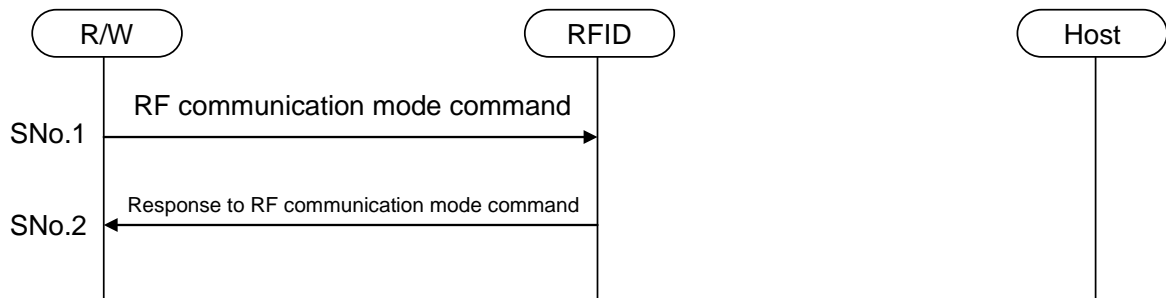 R/W
RFID
Host
RF communication mode command
SNo.1
Response to RF communication mode command
SNo.2